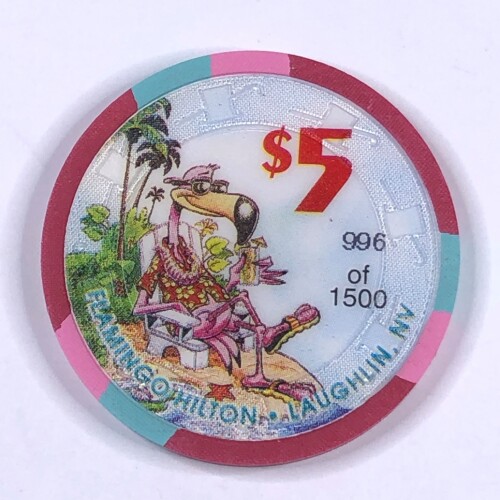 $5
996
of
1500
FLAMINGO HILTON • LAUGHLIN, NV